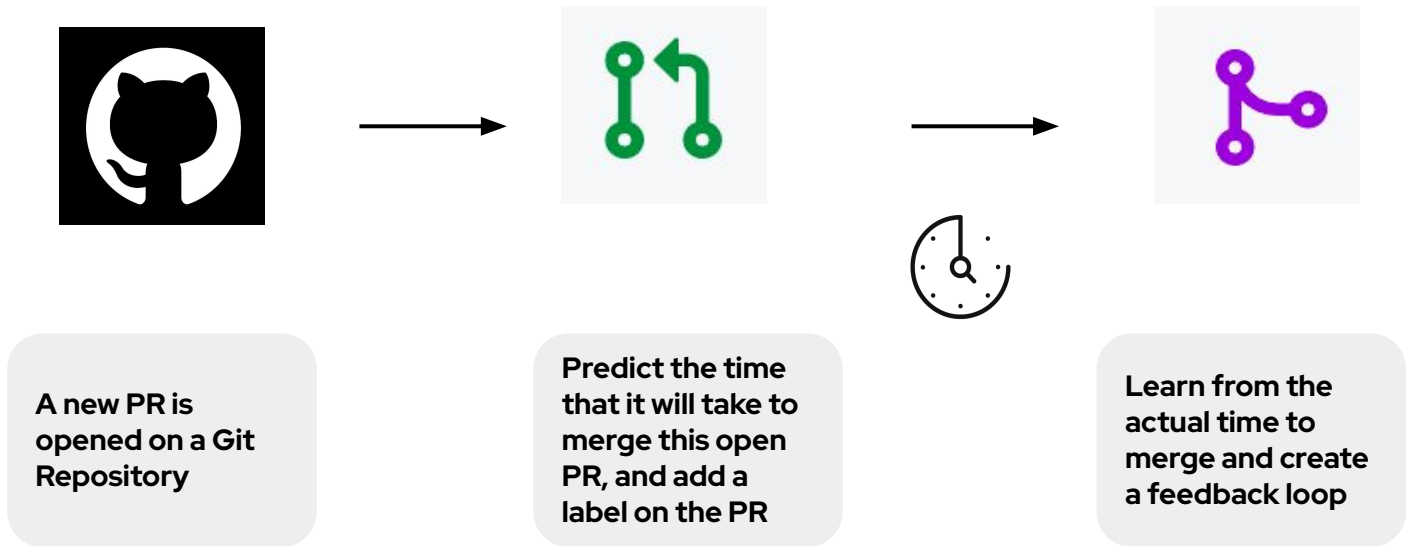 A new PR is
opened on a Git
Repository
Predict the time
that it will take to
merge this open
PR, and add a
label on the PR
Learn from the
actual time to
merge and create
a feedback loop